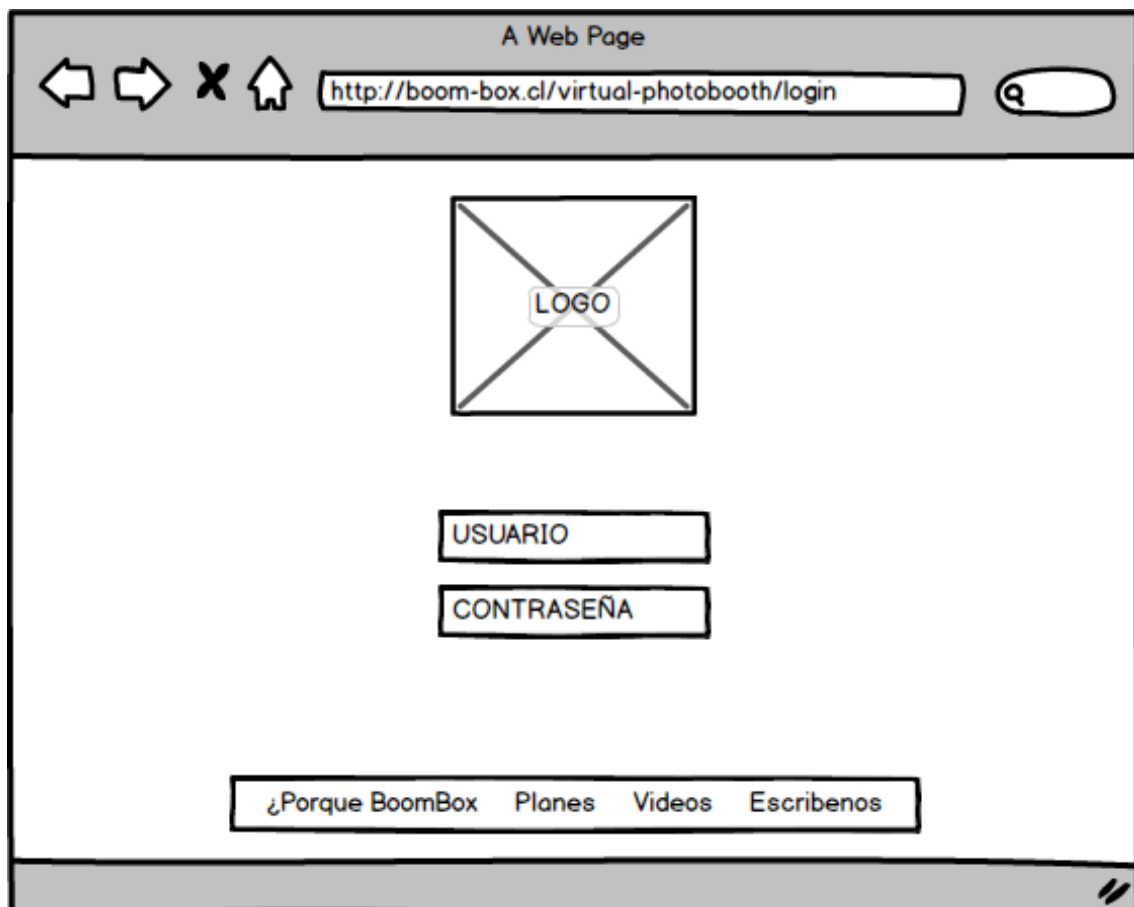 A Web Page
http://boom-box.cl/virtual-photobooth/login
LOGO
USUARIO
CONTRASEÑA
¿Porque BoomBox Planes Videos Escribenos